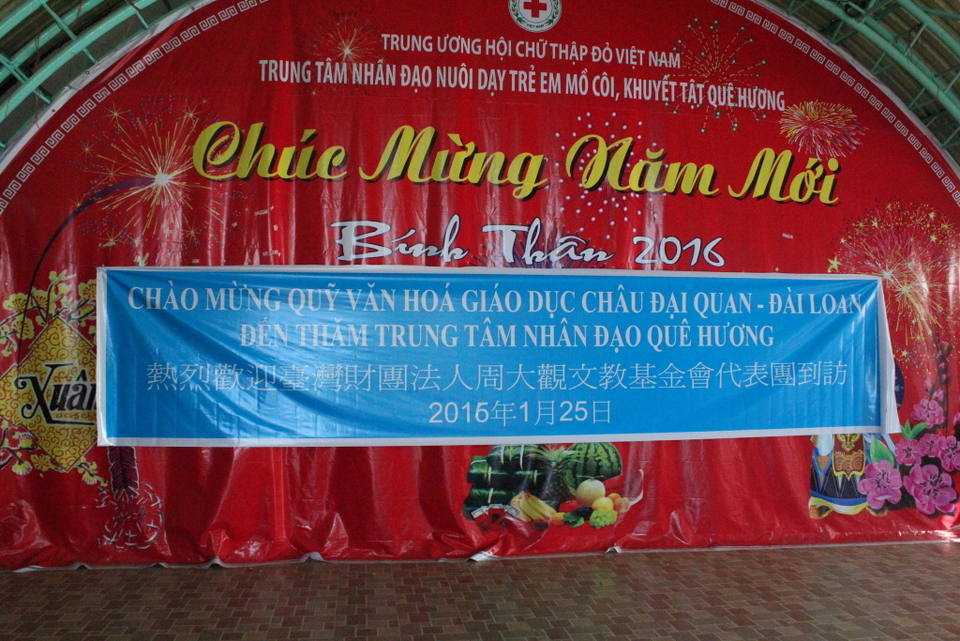 TRUNG ƯƠNG HỘI CHỮ THẬP ĐỎ VIỆT NAM
TRUNG TÂM NHÂN ĐẠO NUÔI DẠY TRẺ EM MỒ CÔI, KHUYẾT TẬT QUÊ HƯƠNG
Chúc Mừng Năm Mới
Bính Thân 2016
CHÀO MỪNG QUỸ VĂN HOÁ GIÁO DỤC CHÂU ĐẠI QUAN - ĐÀI LOAN
ĐẾN THĂM TRUNG TÂM NHÂN ĐẠO QUÊ HƯƠNG
熱烈歡迎臺灣財團法人周大觀文教基金會代表團到訪
2016年1月25日
Xuân